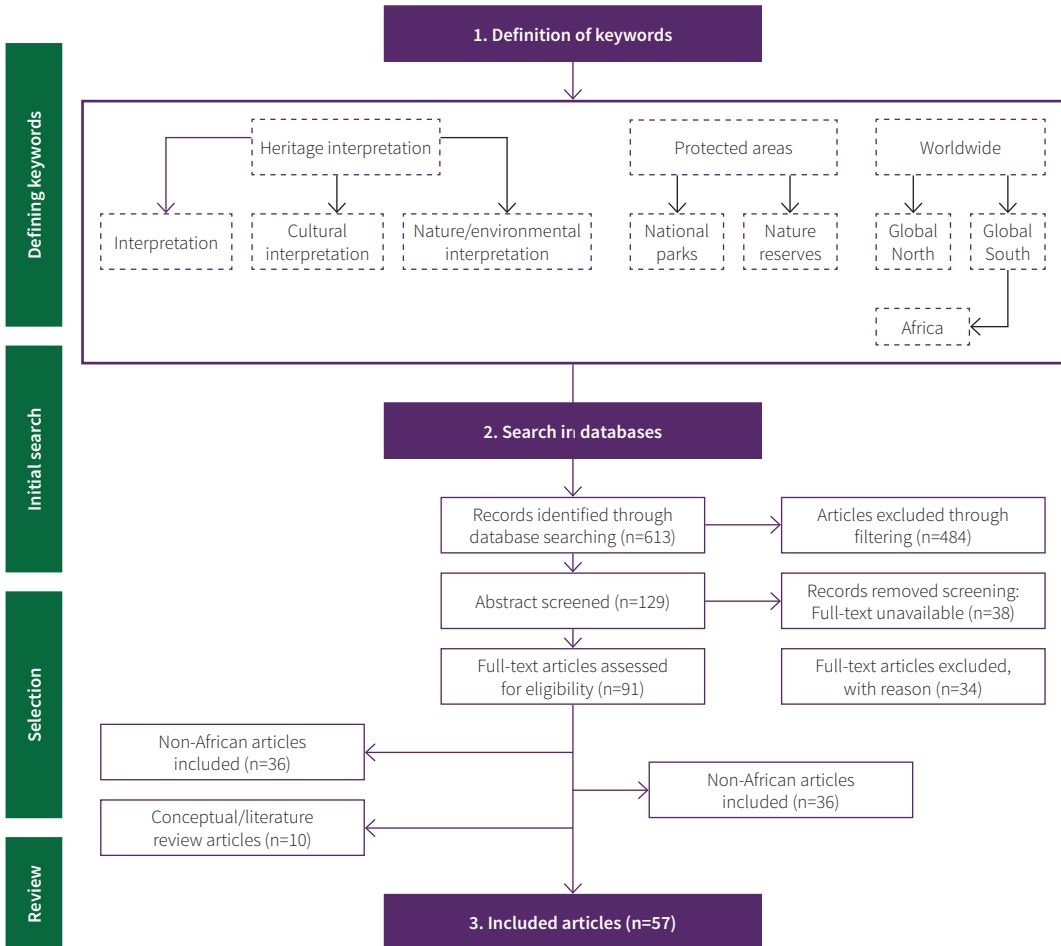 1. Definition of keywords
Defining keywords
Heritage interpretation
Protected areas
Worldwide
Interpretation
Cultural
interpretation
Nature/environmental
interpretation
National
parks
Nature
reserves
Global
North
Global
South
Africa
Initial search
2. Search in databases
Records identified through
database searching (n=613)
Articles excluded through
filtering (n=484)
Abstract screened (n=129)
Records removed screening:
Full-text unavailable (n=38)
Selection
Full-text articles assessed
for eligibility (n=91)
Full-text articles excluded,
with reason (n=34)
Non-African articles
included (n=36)
Non-African articles
included (n=36)
Conceptual/literature
review articles (n=10)
Review
3. Included articles (n=57)